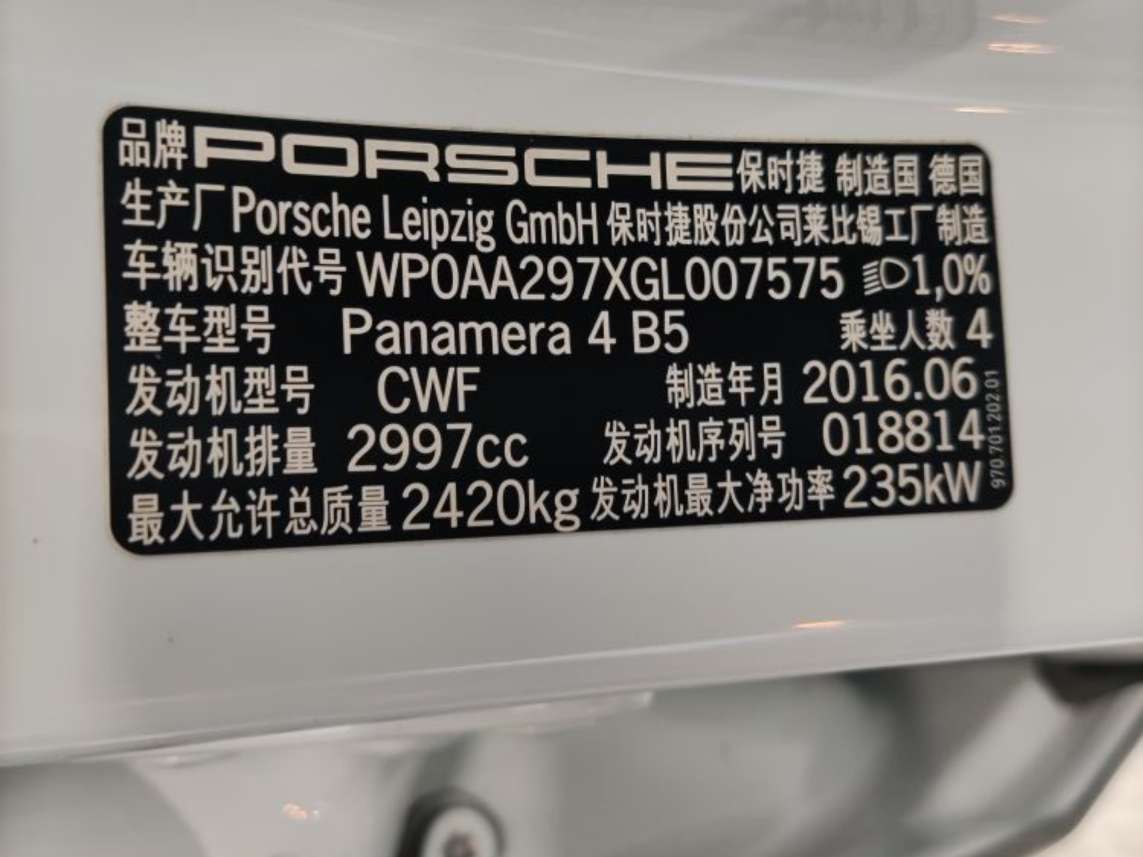 品牌 PORSCHE 保时捷 制造国 德国
生产厂 Porsche Leipzig GmbH 保时捷股份公司莱比锡工厂制造
车辆识别代号 WP0AA297XGL007575 1,0%
整车型号 Panamera 4 B5 乘坐人数 4
发动机型号 CWF 制造年月 2016.06
发动机排量 2997cc 发动机序列号 018814
最大允许总质量 2420kg 发动机最大净功率 235kW
970.701.202.01